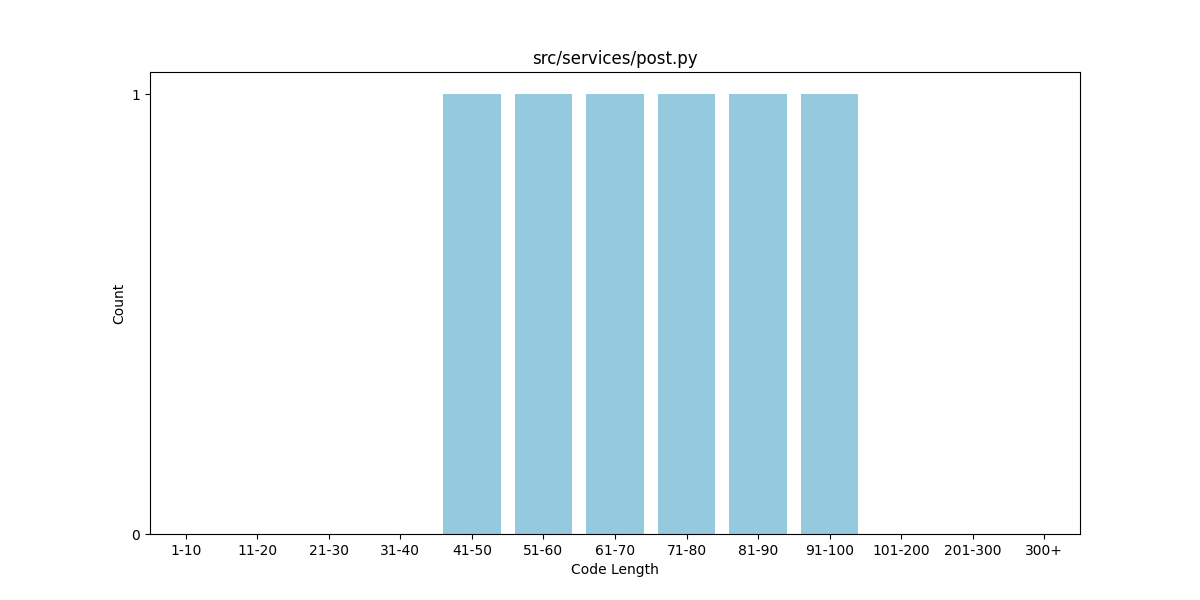 src/services/post.py
1
Count
0
1-10 11-20 21-30 31-40 41-50 51-60 61-70 71-80 81-90 91-100 101-200 201-300 300+
Code Length